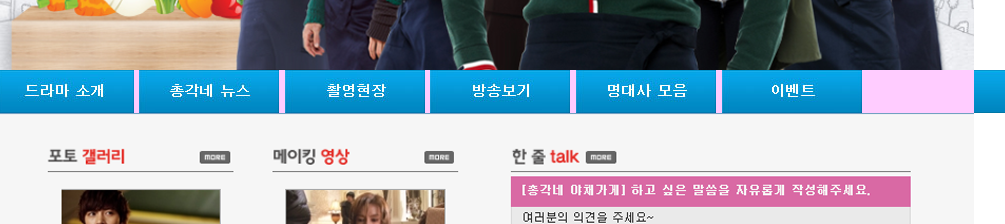 드라마 소개 총각네 뉴스 촬영현장 방송보기 명대사 모음 이벤트
포토 갤러리 MORE 메이킹 영상 MORE 한 줄 talk MORE
[총각네 야채가게] 하고 싶은 말씀을 자유롭게 작성해주세요.
여러분의 의견을 주세요~